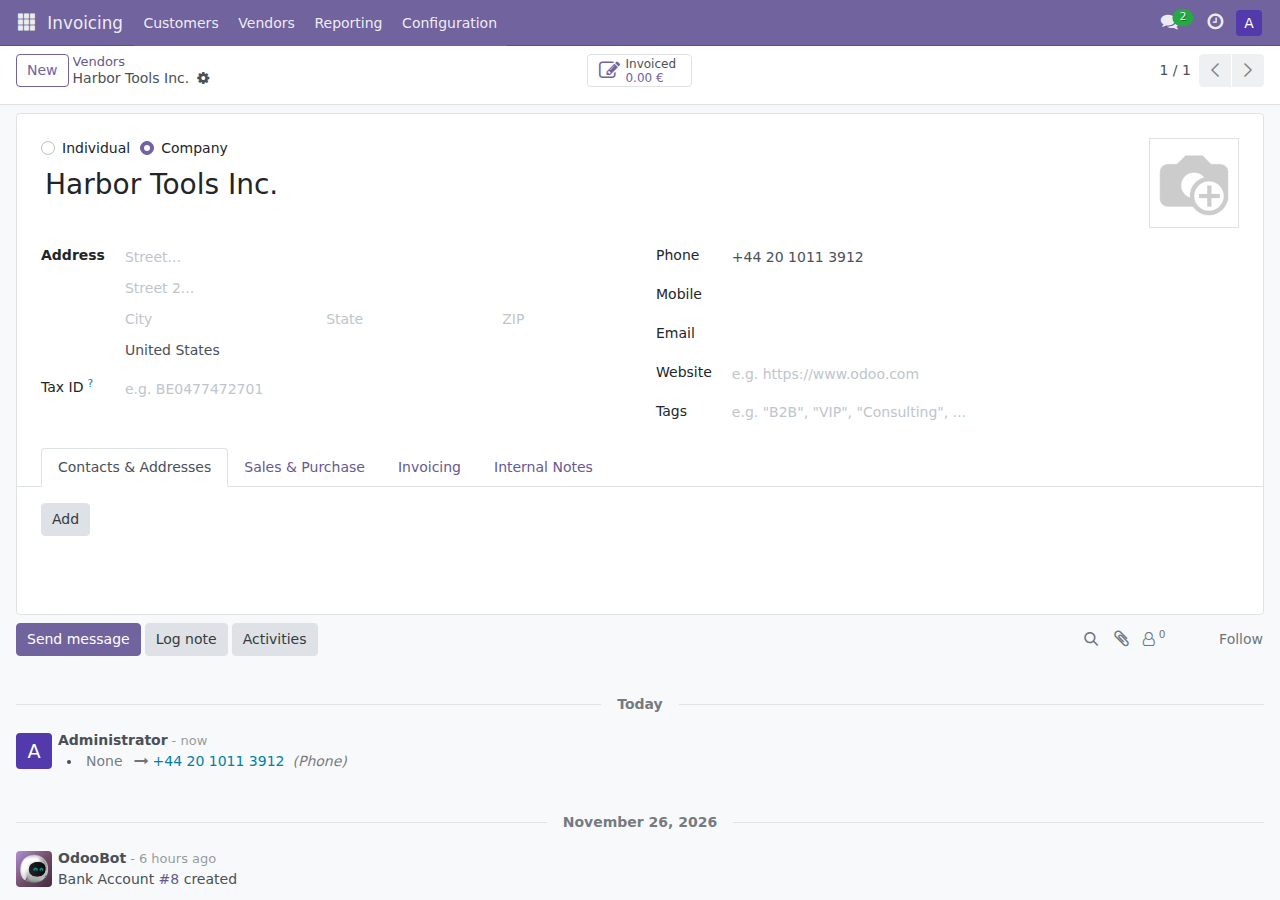 Invoicing Customers Vendors Reporting Configuration 2 A
New Vendors
Harbor Tools Inc.
Invoiced
0.00 €
1 / 1
Individual Company
Harbor Tools Inc.
Address Street...
Street 2...
City State ZIP
United States
Tax ID ? e.g. BE0477472701
Phone +44 20 1011 3912
Mobile
Email
Website e.g. https://www.odoo.com
Tags e.g. "B2B", "VIP", "Consulting", ...
Contacts & Addresses Sales & Purchase Invoicing Internal Notes
Add
Send message Log note Activities 0 Follow
Today
A Administrator - now
• None → +44 20 1011 3912 (Phone)
November 26, 2026
OdooBot - 6 hours ago
Bank Account #8 created